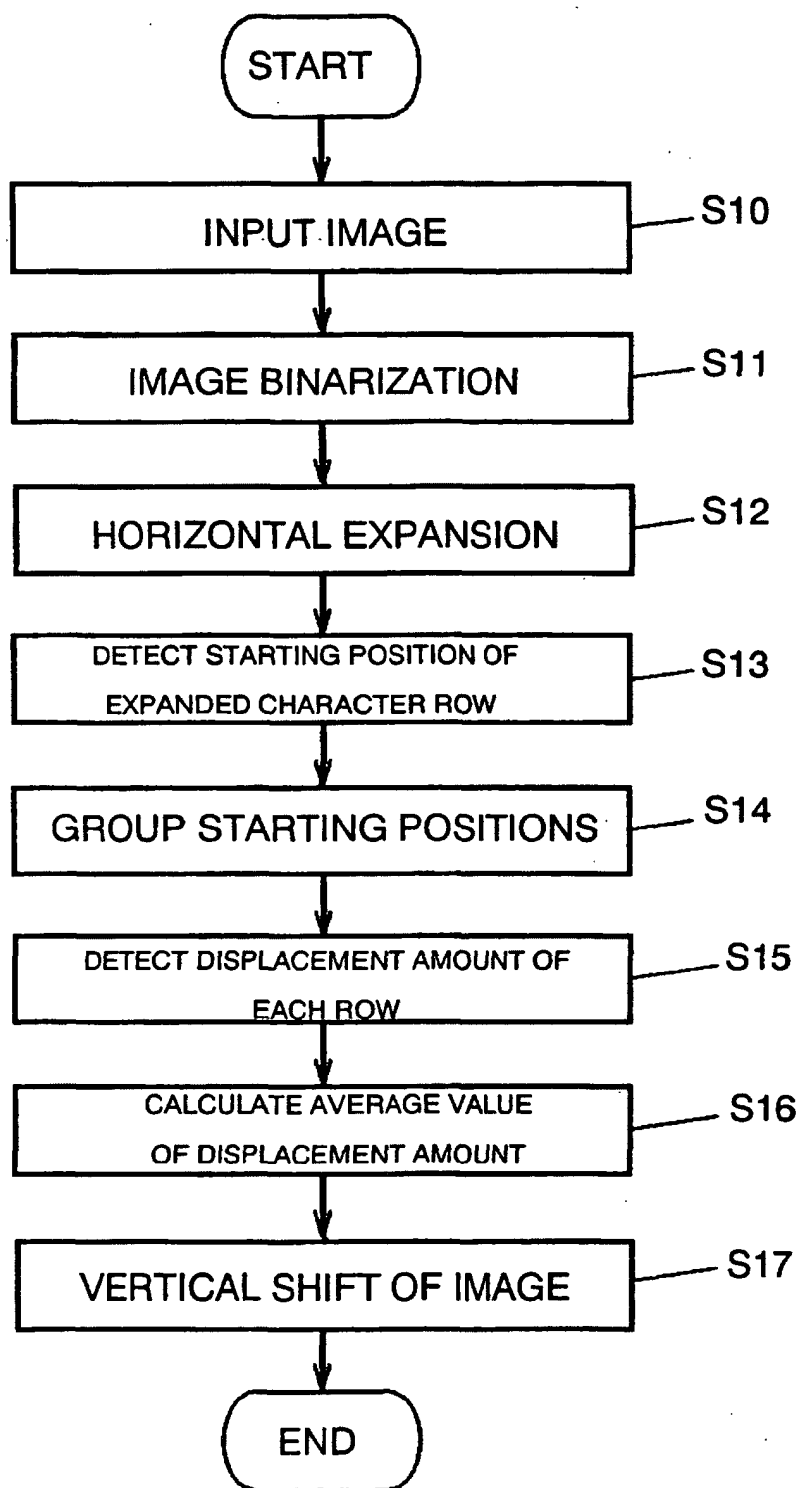 START
INPUT IMAGE
S10
IMAGE BINARIZATION
S11
HORIZONTAL EXPANSION
S12
DETECT STARTING POSITION OF
EXPANDED CHARACTER ROW
S13
GROUP STARTING POSITIONS
S14
DETECT DISPLACEMENT AMOUNT OF
EACH ROW
S15
CALCULATE AVERAGE VALUE
OF DISPLACEMENT AMOUNT
S16
VERTICAL SHIFT OF IMAGE
S17
END